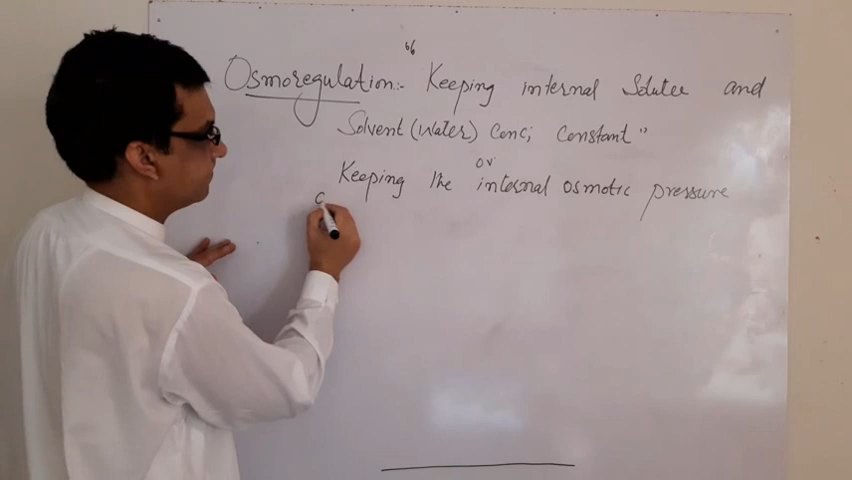 Osmoregulation:- “Keeping internal Solute and
Solvent (Water) Conc; Constant”
or
Keeping the internal osmotic pressure
c